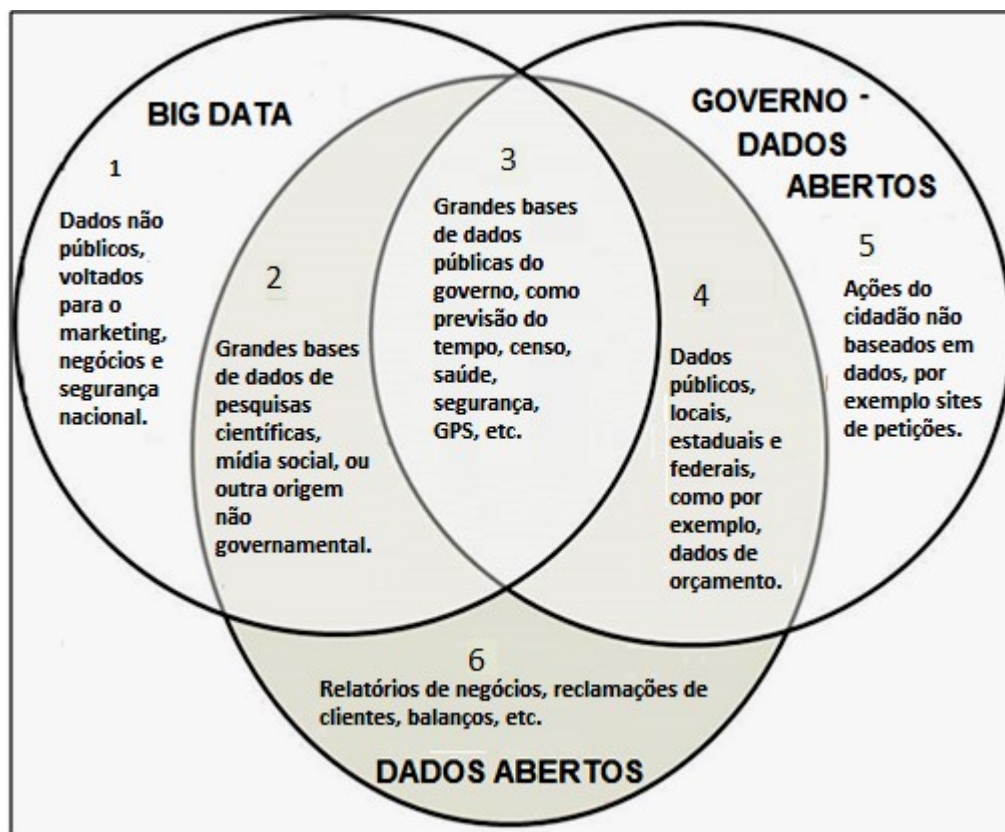 BIG DATA
1
Dados não
públicos,
voltados
para o
marketing,
negócios e
segurança
nacional.
2
Grandes bases
de dados de
pesquisas
científicas,
mídia social, ou
outra origem
não
governamental.
3
Grandes bases
de dados
públicas do
governo, como
previsão do
tempo, censo,
saúde,
segurança,
GPS, etc.
4
Dados
públicos,
locais,
estaduais e
federais,
como por
exemplo,
dados de
orçamento.
GOVERNO -
DADOS
ABERTOS
5
Ações do
cidadão não
baseados em
dados, por
exemplo sites
de petições.
6
Relatórios de negócios, reclamações de
clientes, balanços, etc.
DADOS ABERTOS